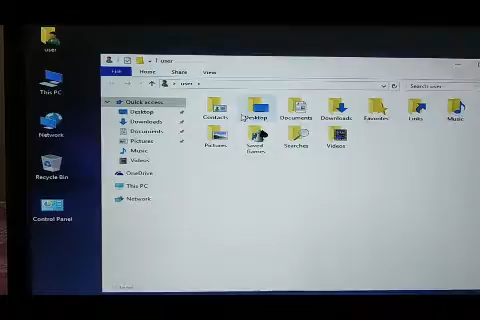 user
This PC
Network
Recycle Bin
Control Panel
user
File
Home
Share
View
user
Search user
Quick access
Desktop
Downloads
Documents
Pictures
Music
Videos
OneDrive
This PC
Network
Contacts
Desktop
Documents
Downloads
Favorites
Links
Music
Pictures
Saved
Games
Searches
Videos